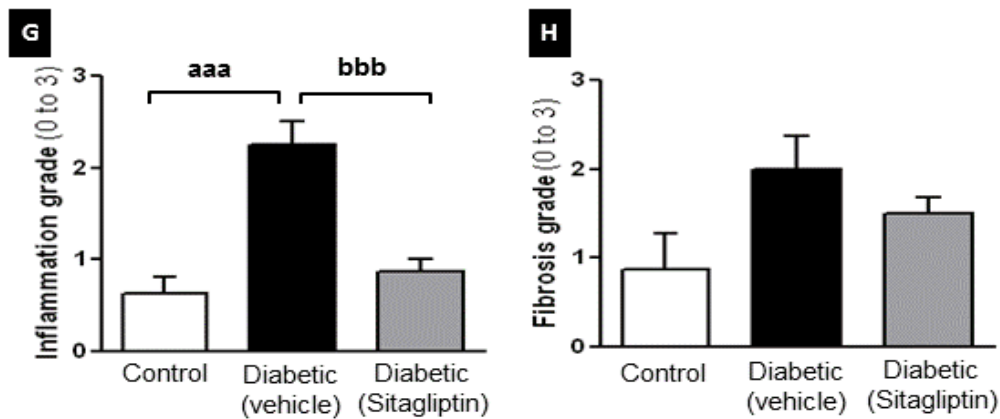 G
aaa
bbb
Inflammation grade (0 to 3)
3
2
1
0
Control
Diabetic
(vehicle)
Diabetic
(Sitagliptin)
H
Fibrosis grade (0 to 3)
3
2
1
0
Control
Diabetic
(vehicle)
Diabetic
(Sitagliptin)